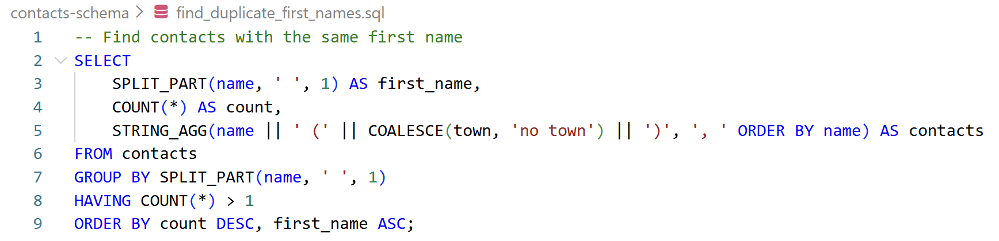 contacts-schema > find_duplicate_first_names.sql
1 -- Find contacts with the same first name
2 SELECT
3     SPLIT_PART(name, ' ', 1) AS first_name,
4     COUNT(*) AS count,
5     STRING_AGG(name || ' (' || COALESCE(town, 'no town') || ')', ', ' ORDER BY name) AS contacts
6 FROM contacts
7 GROUP BY SPLIT_PART(name, ' ', 1)
8 HAVING COUNT(*) > 1
9 ORDER BY count DESC, first_name ASC;